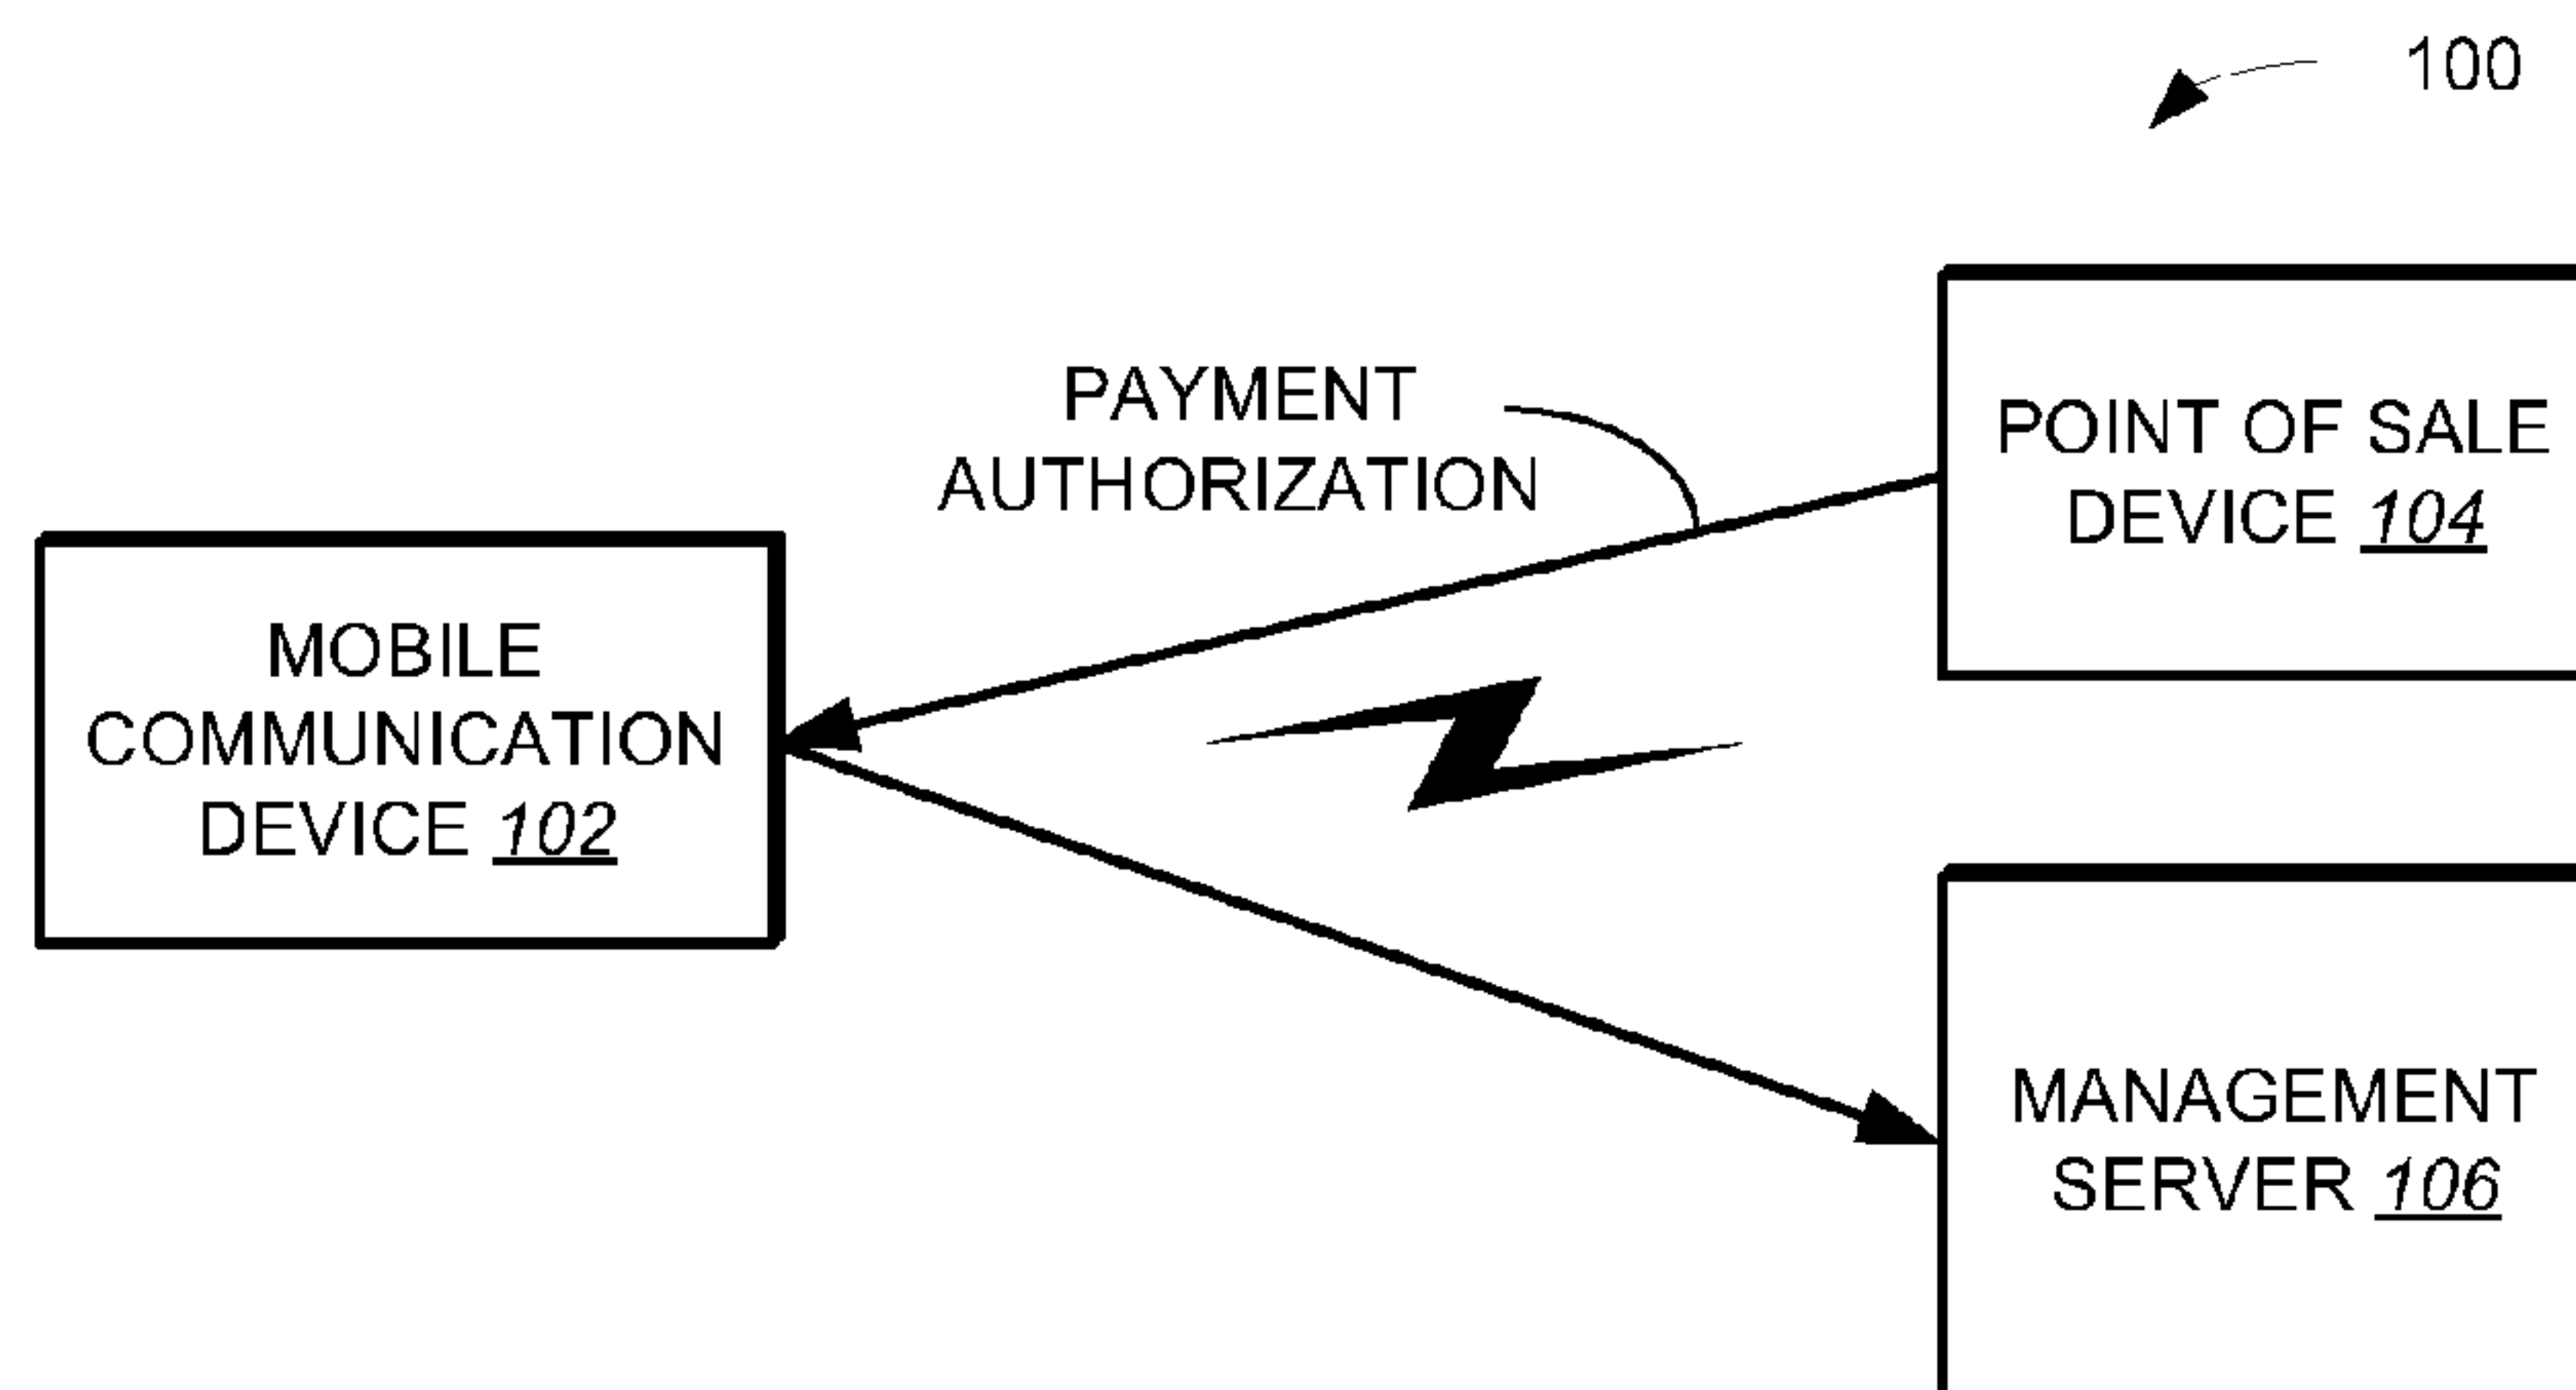 100
PAYMENT
AUTHORIZATION
POINT OF SALE
DEVICE 104
MOBILE
COMMUNICATION
DEVICE 102
MANAGEMENT
SERVER 106